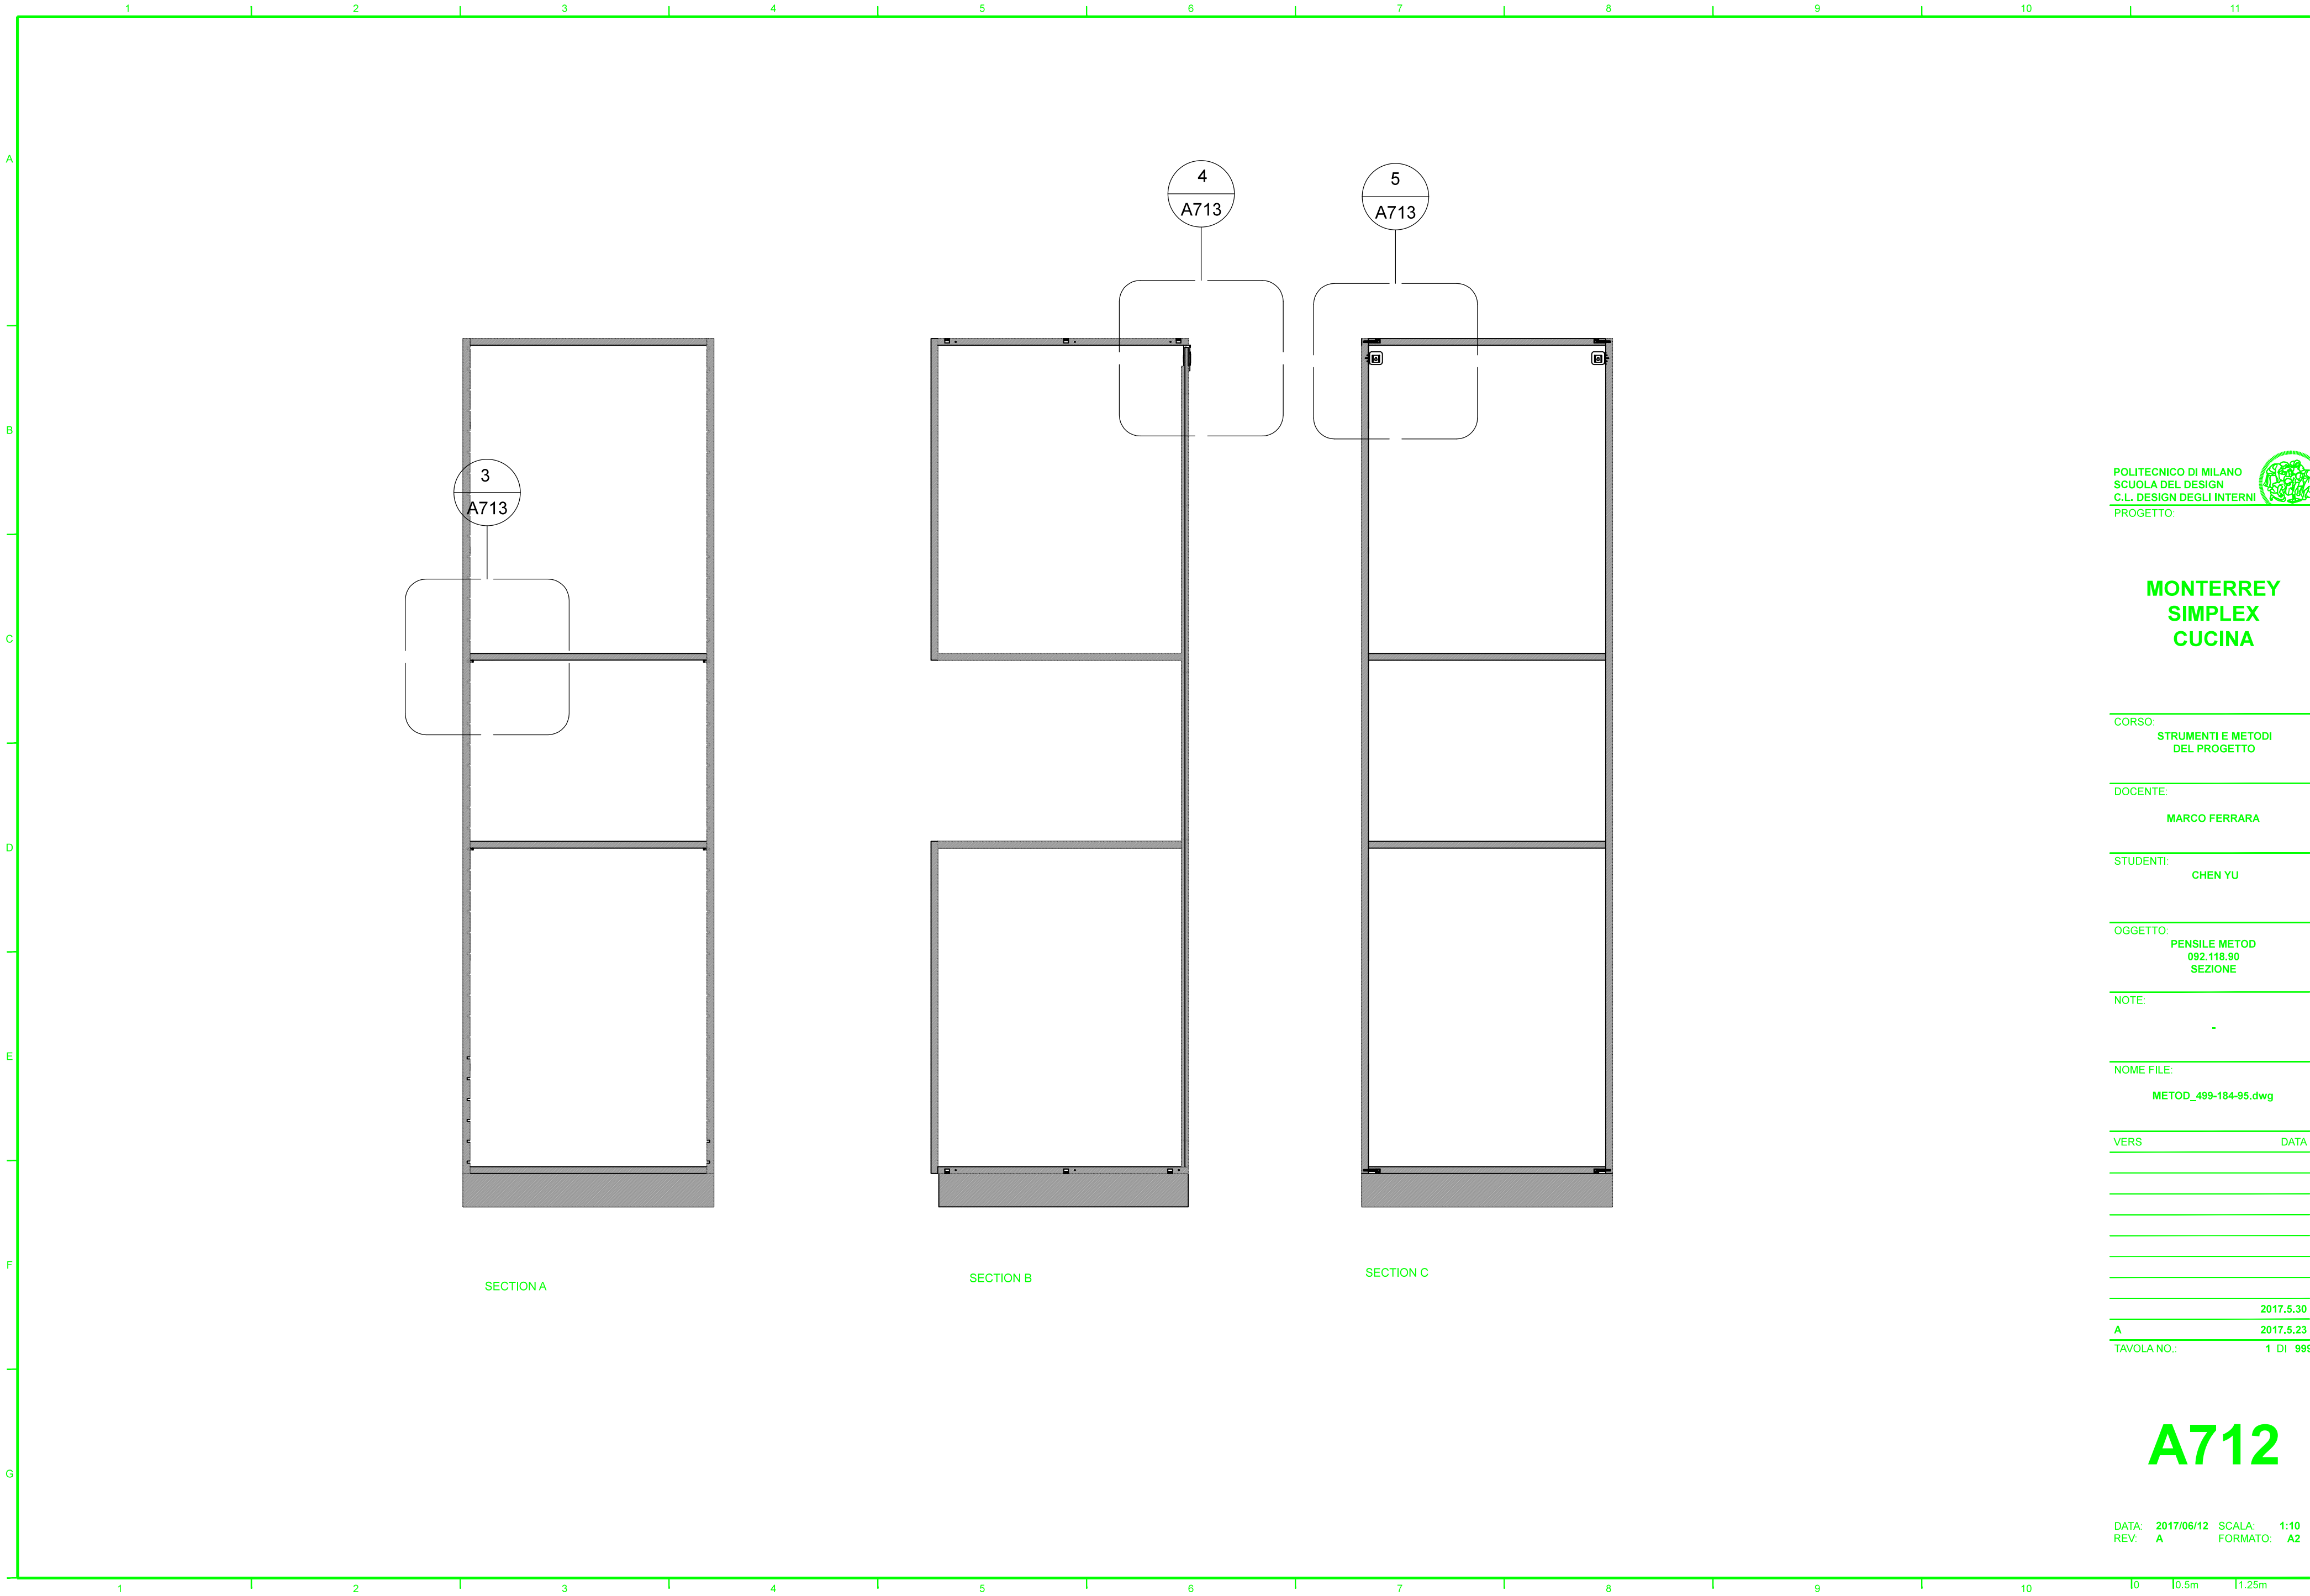 1 2 3 4 5 6 7 8 9 10 11
A
4
A713
5
A713
B
3
A713
C
D
E
F
G
SECTION A
SECTION B
SECTION C
POLITECNICO DI MILANO
SCUOLA DEL DESIGN
C.L. DESIGN DEGLI INTERNI
PROGETTO:
MONTERREY
SIMPLEX
CUCINA
CORSO:
STRUMENTI E METODI
DEL PROGETTO
DOCENTE:
MARCO FERRARA
STUDENTI:
CHEN YU
OGGETTO:
PENSILE METOD
092.118.90
SEZIONE
NOTE:
-
NOME FILE:
METOD_499-184-95.dwg
VERS DATA
2017.5.30
A 2017.5.23
TAVOLA NO.: 1 DI 999
A712
DATA: 2017/06/12 SCALA: 1:10
REV: A FORMATO: A2
1 2 3 4 5 6 7 8 9 10 0 0.5m 1.25m